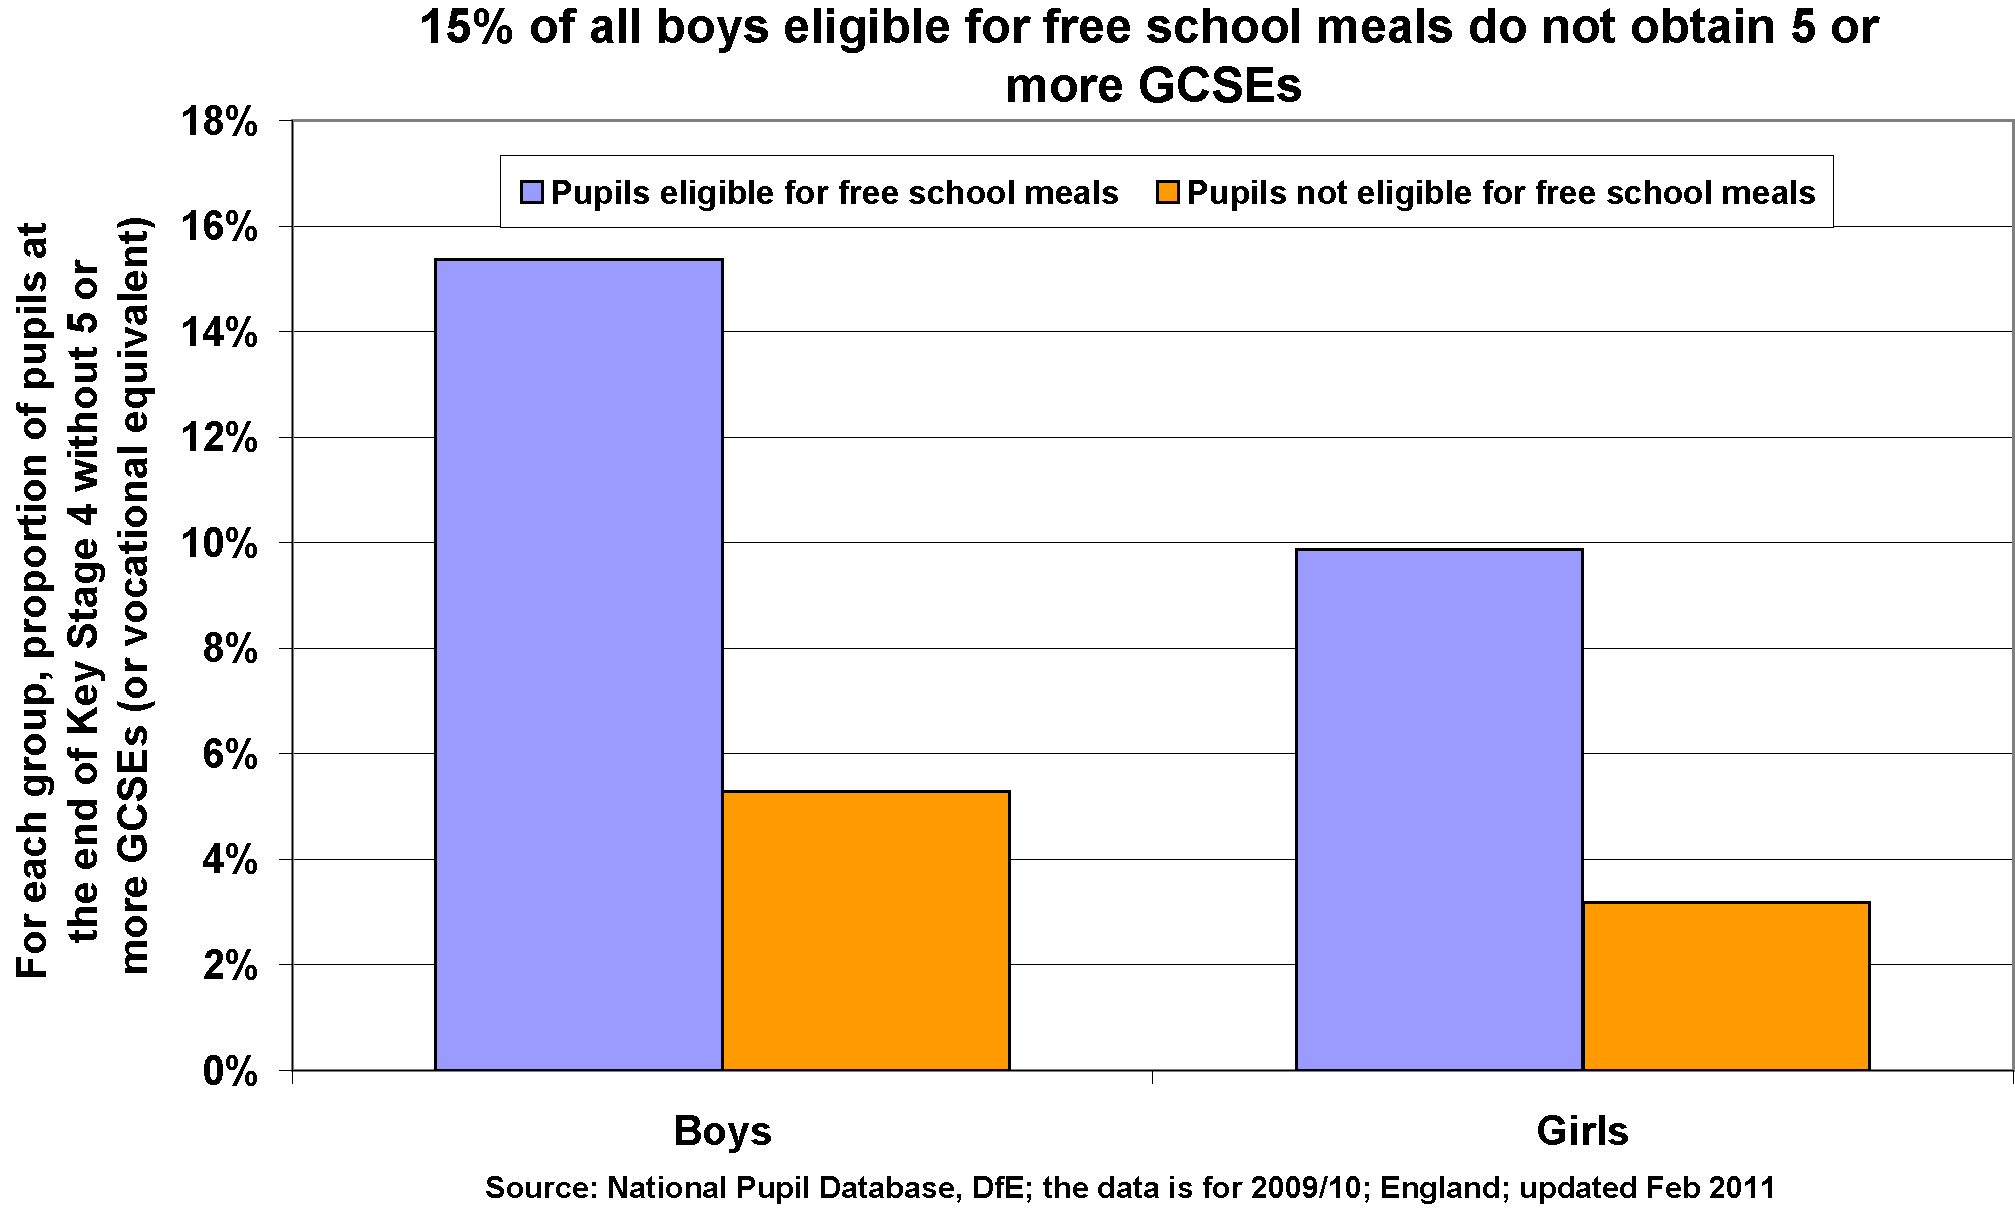 15% of all boys eligible for free school meals do not obtain 5 or
more GCSEs
Pupils eligible for free school meals
Pupils not eligible for free school meals
For each group, proportion of pupils at
the end of Key Stage 4 without 5 or
more GCSEs (or vocational equivalent)
18%
16%
14%
12%
10%
8%
6%
4%
2%
0%
Boys
Girls
Source: National Pupil Database, DfE; the data is for 2009/10; England; updated Feb 2011